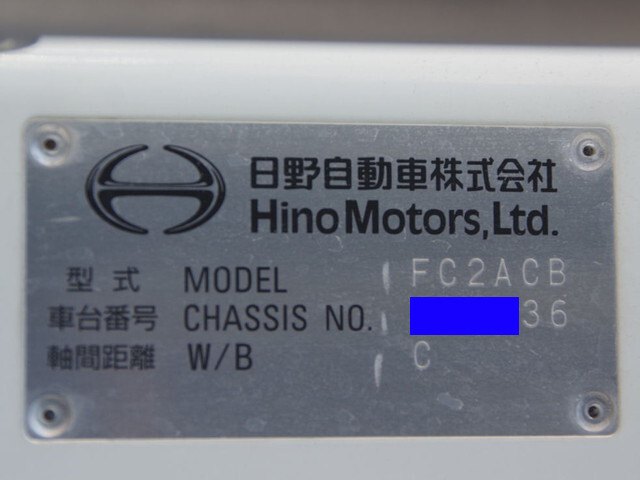 日野自動車株式会社
Hino Motors, Ltd.
型式 MODEL FC2ACB
車台番号 CHASSIS NO. 36
軸間距離 W/B C